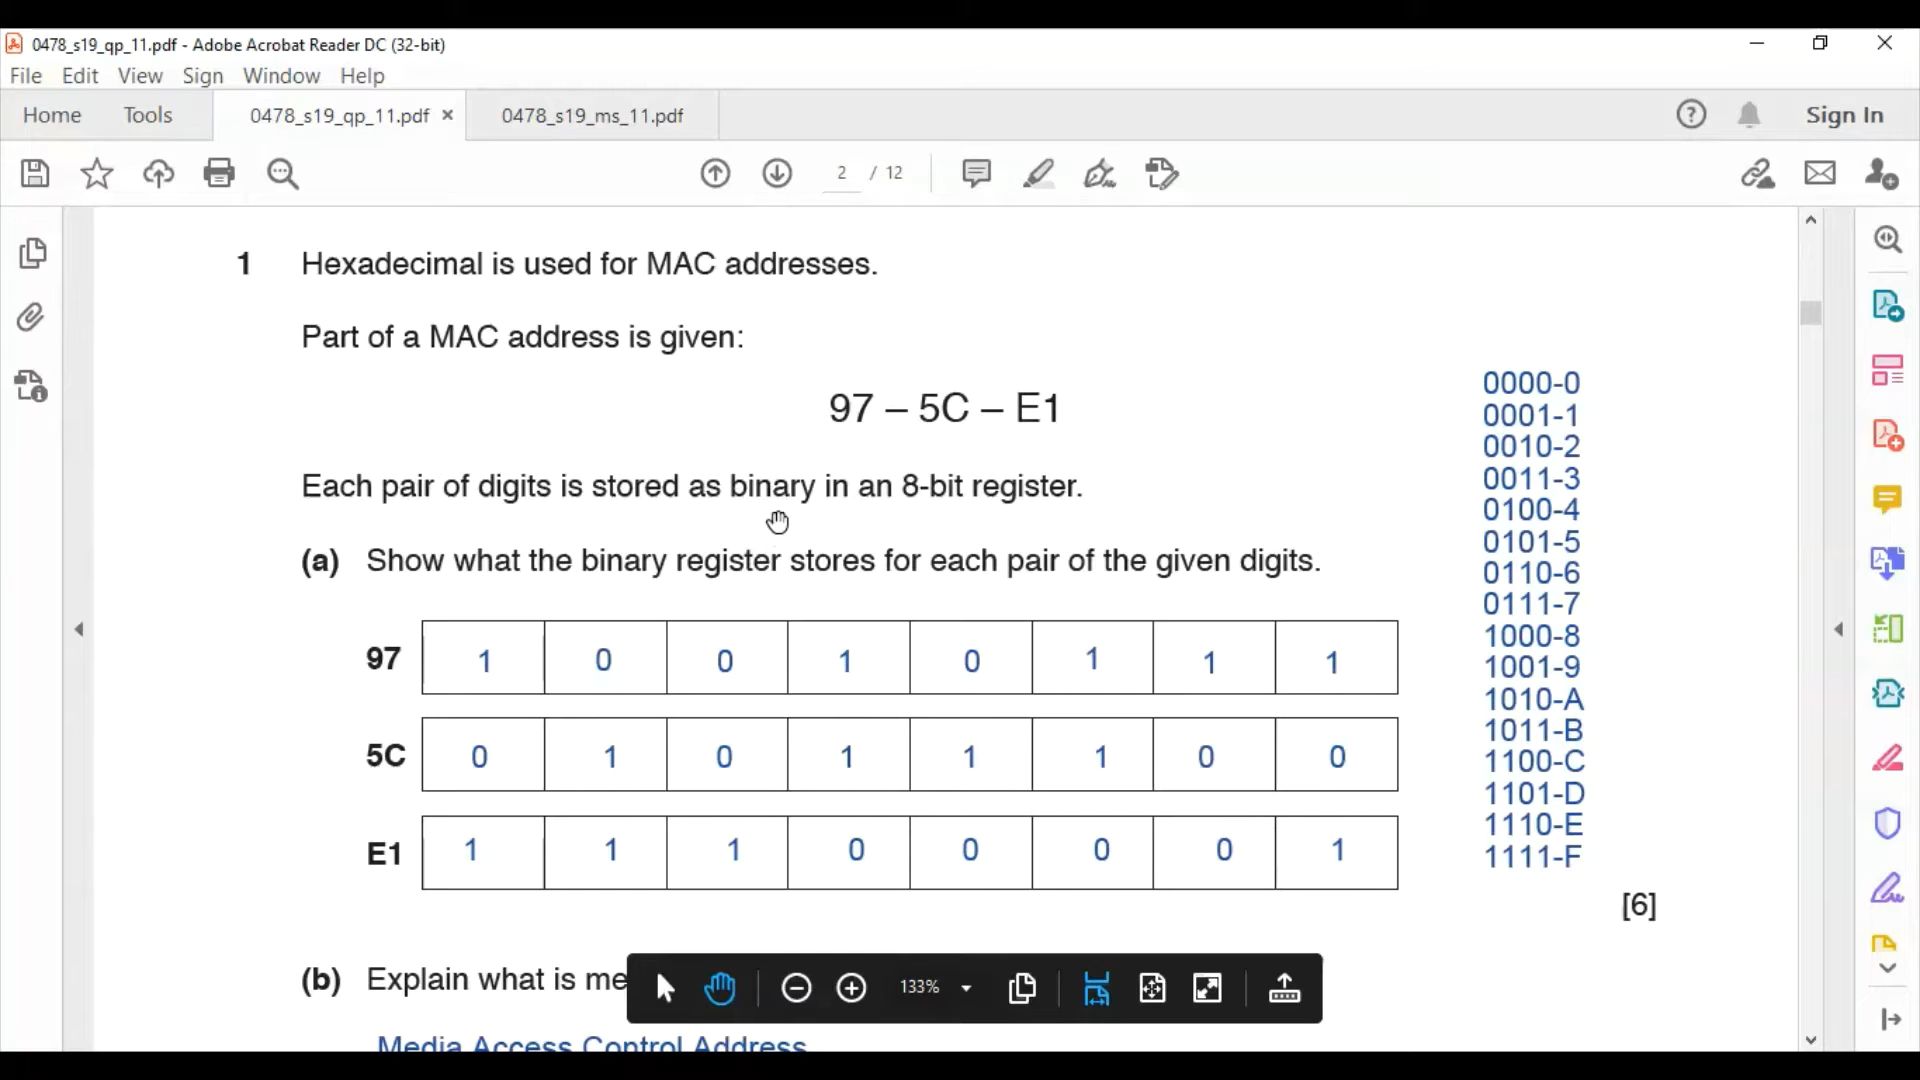 0478_s19_qp_11.pdf - Adobe Acrobat Reader DC (32-bit)
File Edit View Sign Window Help
Home Tools 0478_s19_qp_11.pdf × 0478_s19_ms_11.pdf Sign In
2 / 12
1 Hexadecimal is used for MAC addresses.
Part of a MAC address is given:
97 – 5C – E1
Each pair of digits is stored as binary in an 8-bit register.
(a) Show what the binary register stores for each pair of the given digits.
97 1 0 0 1 0 1 1 1
5C 0 1 0 1 1 1 0 0
E1 1 1 1 0 0 0 0 1
0000-0
0001-1
0010-2
0011-3
0100-4
0101-5
0110-6
0111-7
1000-8
1001-9
1010-A
1011-B
1100-C
1101-D
1110-E
1111-F
[6]
(b) Explain what is me
133%
Media Access Control Address